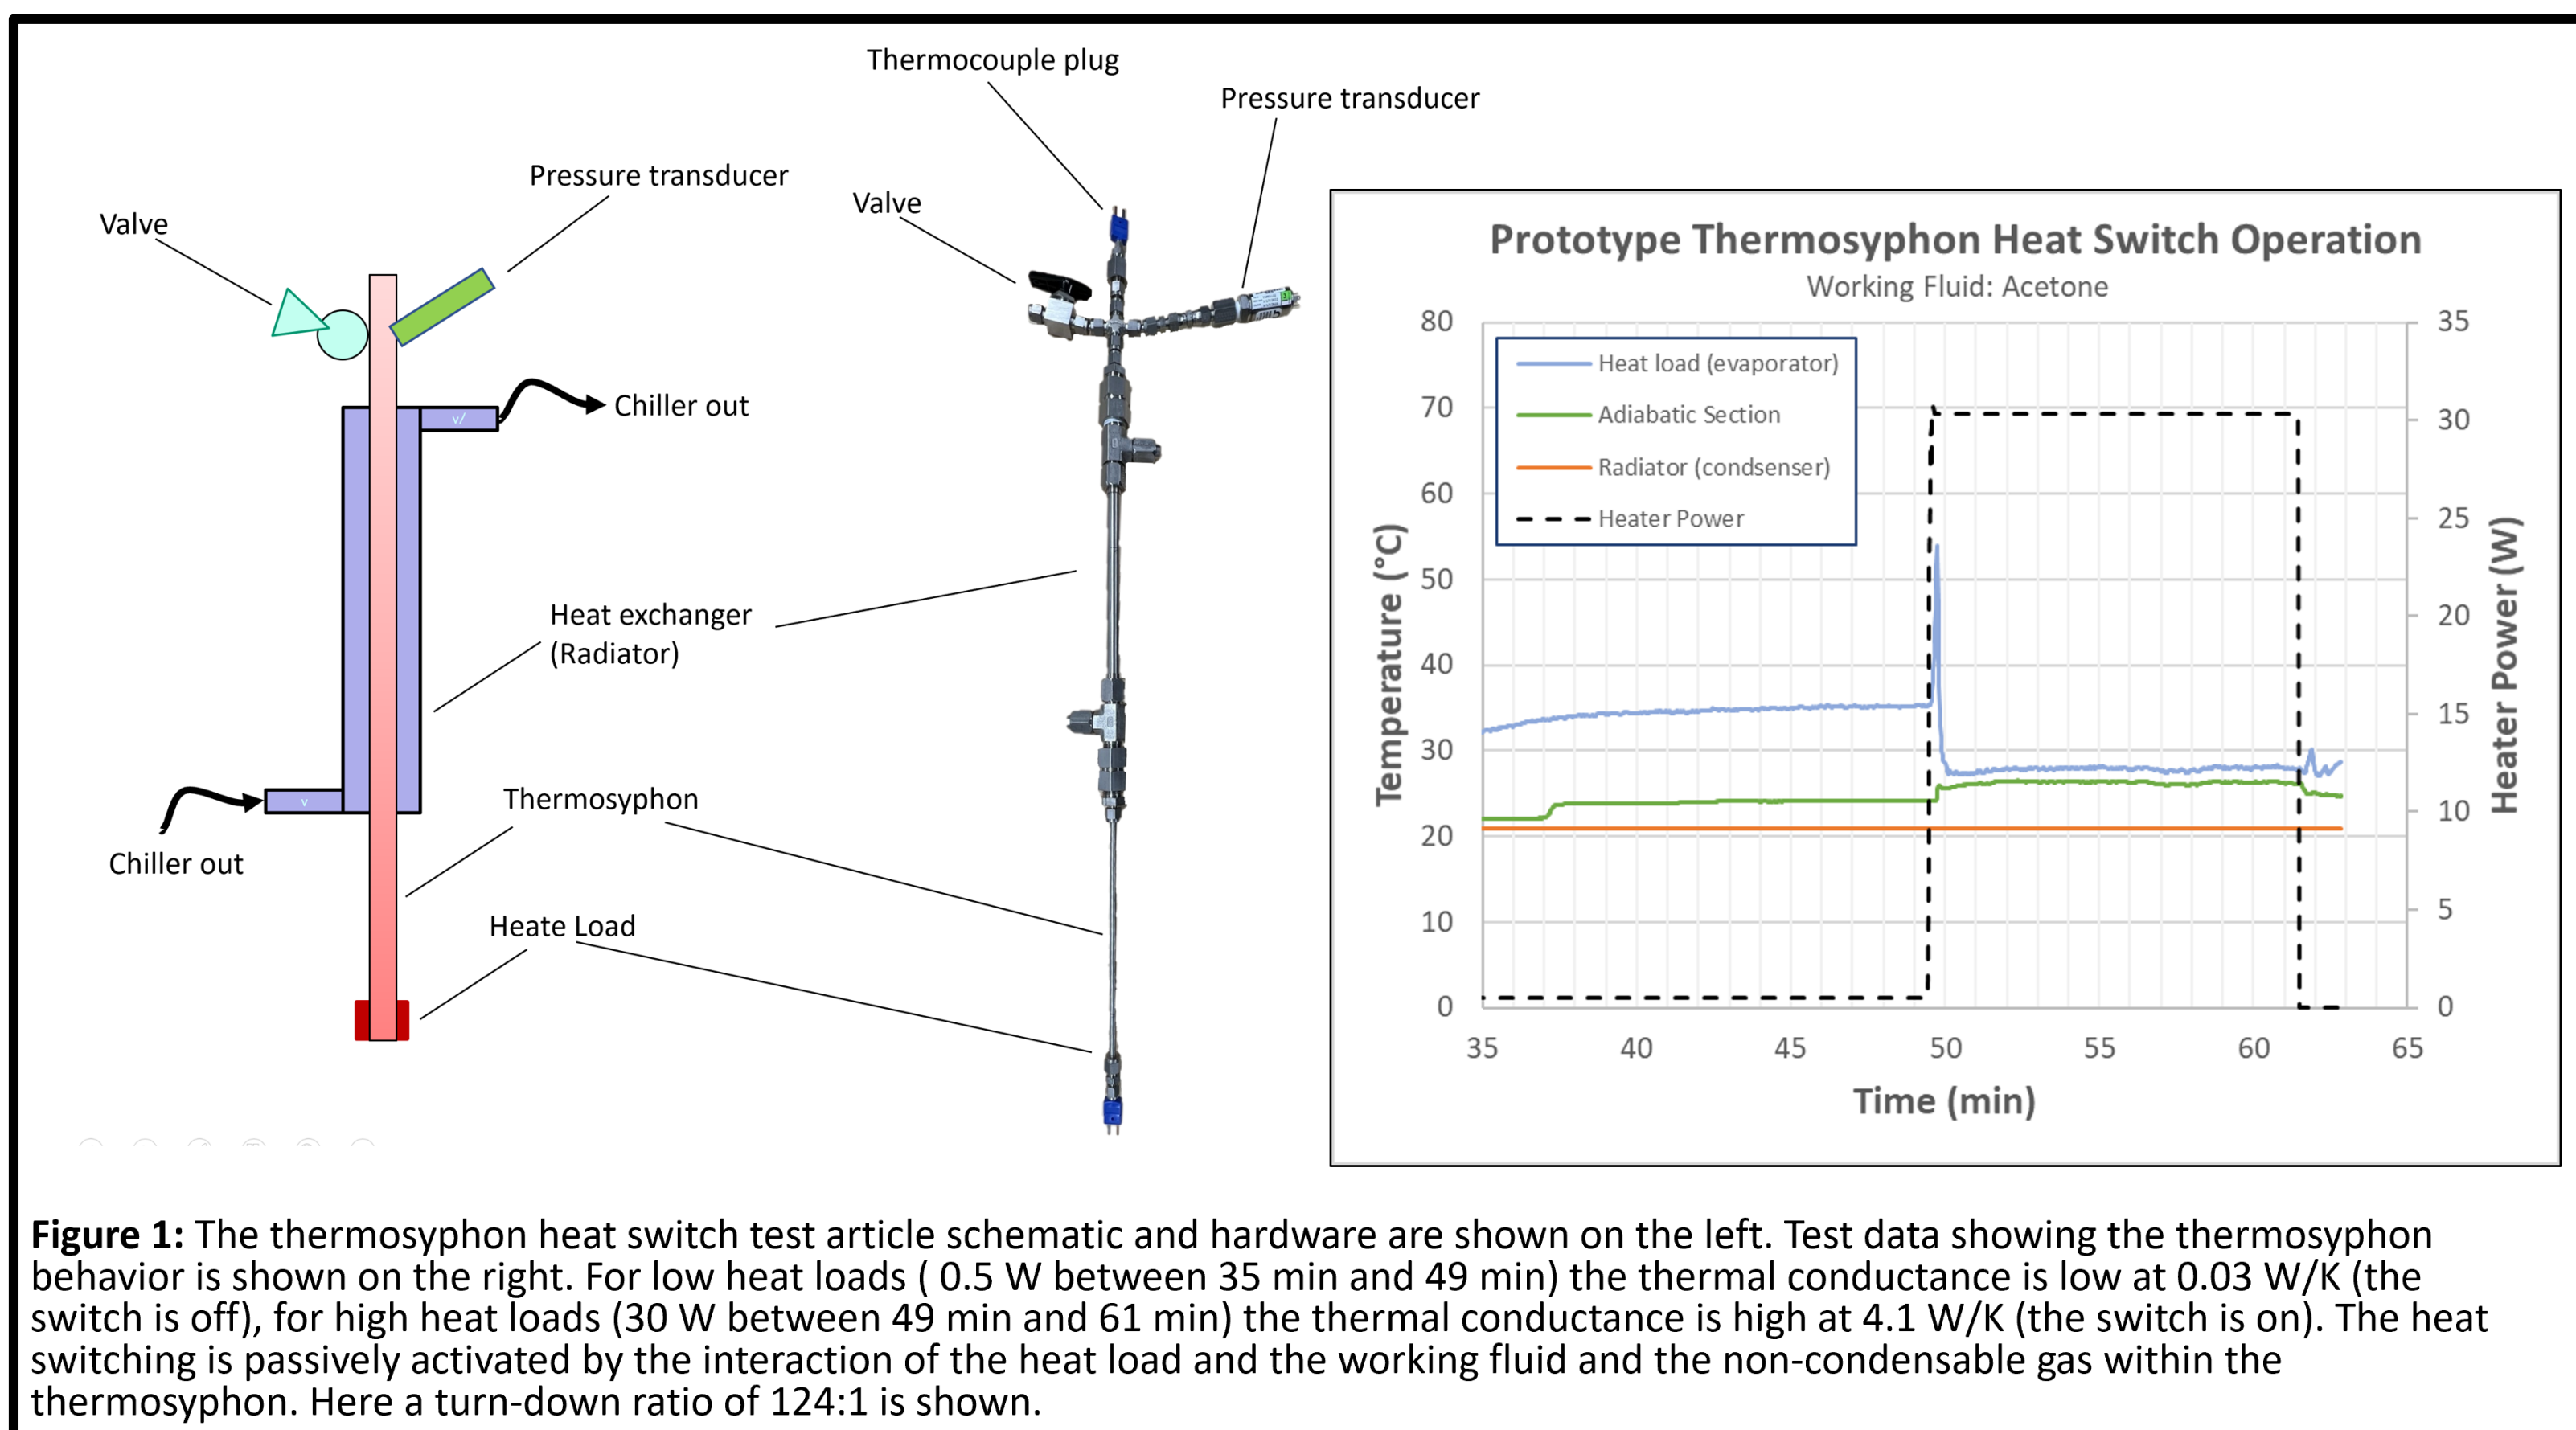 Thermocouple plug
Pressure transducer
Pressure transducer
Valve
Valve
Chiller out
v/
Heat exchanger
(Radiator)
v
Thermosyphon
Chiller out
Heate Load
Prototype Thermosyphon Heat Switch Operation
Working Fluid: Acetone
Heat load (evaporator)
Adiabatic Section
Radiator (condsenser)
Heater Power
Temperature (°C)
80
70
60
50
40
30
20
10
0
35
30
25
20
15
10
5
0
Heater Power (W)
35 40 45 50 55 60 65
Time (min)
Figure 1: The thermosyphon heat switch test article schematic and hardware are shown on the left. Test data showing the thermosyphon
behavior is shown on the right. For low heat loads ( 0.5 W between 35 min and 49 min) the thermal conductance is low at 0.03 W/K (the
switch is off), for high heat loads (30 W between 49 min and 61 min) the thermal conductance is high at 4.1 W/K (the switch is on). The heat
switching is passively activated by the interaction of the heat load and the working fluid and the non-condensable gas within the
thermosyphon. Here a turn-down ratio of 124:1 is shown.